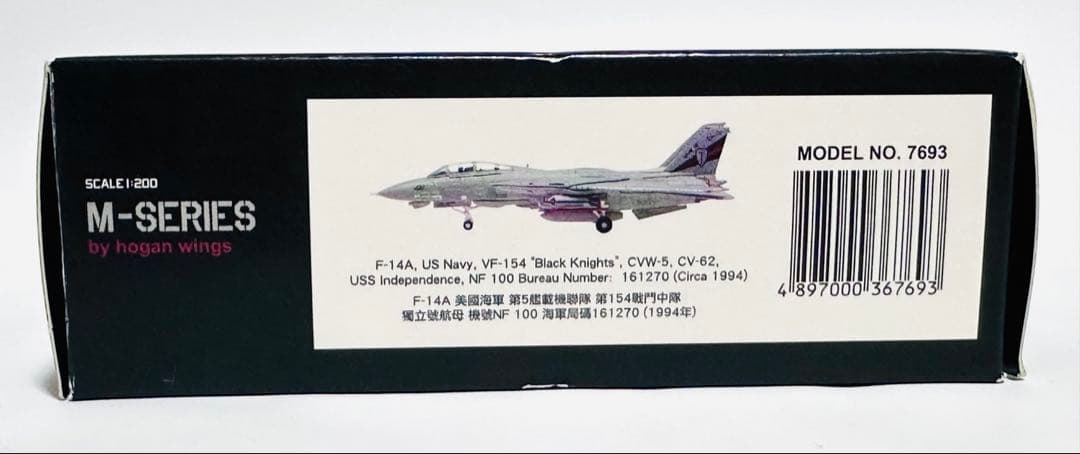 SCALE 1:200
M-SERIES
by hogan wings
F-14A, US Navy, VF-154 "Black Knights", CVW-5, CV-62,
USS Independence, NF 100 Bureau Number: 161270 (Circa 1994)
F-14A 美國海軍 第5艦載機聯隊 第154戰鬥中隊
獨立號航母 機號NF 100 海軍局碼161270 (1994年)
MODEL NO. 7693
4 897000 367693